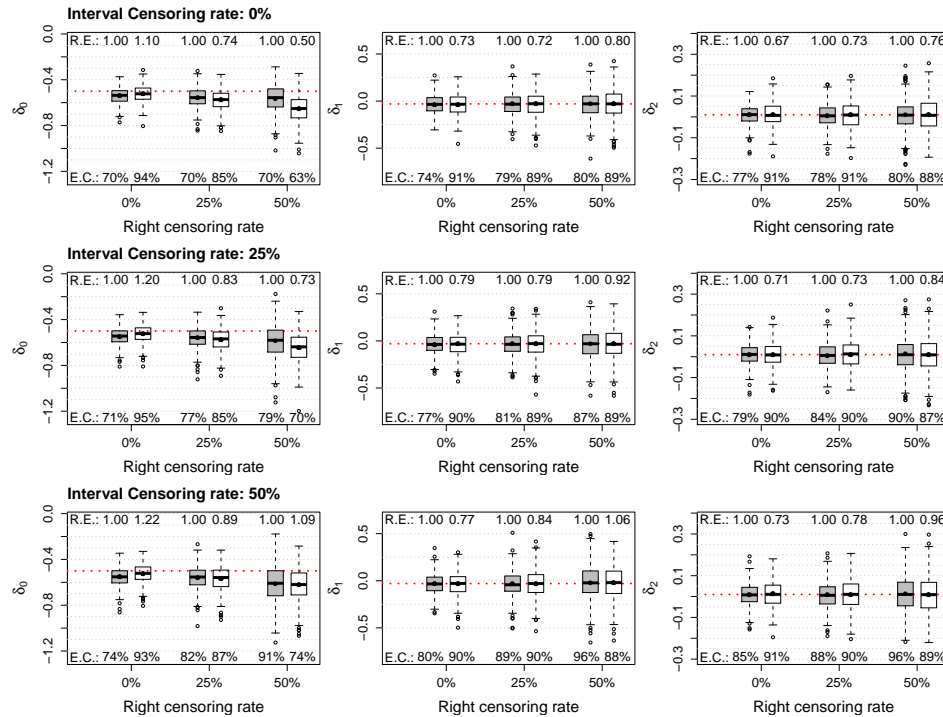 Interval Censoring rate: 0%
R.E.: 1.00 1.10 1.00 0.74 1.00 0.50
E.C.: 70% 94% 70% 85% 70% 63%
δ0
0.0
−0.4
−0.8
−1.2
0% 25% 50%
Right censoring rate
R.E.: 1.00 0.73 1.00 0.72 1.00 0.80
E.C.: 74% 91% 79% 89% 80% 89%
δ1
0.5
0.0
−0.5
0% 25% 50%
Right censoring rate
R.E.: 1.00 0.67 1.00 0.73 1.00 0.76
E.C.: 77% 91% 78% 91% 80% 88%
δ2
0.3
0.1
−0.1
−0.3
0% 25% 50%
Right censoring rate
Interval Censoring rate: 25%
R.E.: 1.00 1.20 1.00 0.83 1.00 0.73
E.C.: 71% 95% 77% 85% 79% 70%
δ0
0.0
−0.4
−0.8
−1.2
0% 25% 50%
Right censoring rate
R.E.: 1.00 0.79 1.00 0.79 1.00 0.92
E.C.: 77% 90% 81% 89% 87% 89%
δ1
0.5
0.0
−0.5
0% 25% 50%
Right censoring rate
R.E.: 1.00 0.71 1.00 0.73 1.00 0.84
E.C.: 79% 90% 84% 90% 90% 87%
δ2
0.3
0.1
−0.1
−0.3
0% 25% 50%
Right censoring rate
Interval Censoring rate: 50%
R.E.: 1.00 1.22 1.00 0.89 1.00 1.09
E.C.: 74% 93% 82% 87% 91% 74%
δ0
0.0
−0.4
−0.8
−1.2
0% 25% 50%
Right censoring rate
R.E.: 1.00 0.77 1.00 0.84 1.00 1.06
E.C.: 80% 90% 89% 90% 96% 88%
δ1
0.5
0.0
−0.5
0% 25% 50%
Right censoring rate
R.E.: 1.00 0.73 1.00 0.78 1.00 0.96
E.C.: 85% 91% 88% 90% 96% 89%
δ2
0.3
0.1
−0.1
−0.3
0% 25% 50%
Right censoring rate